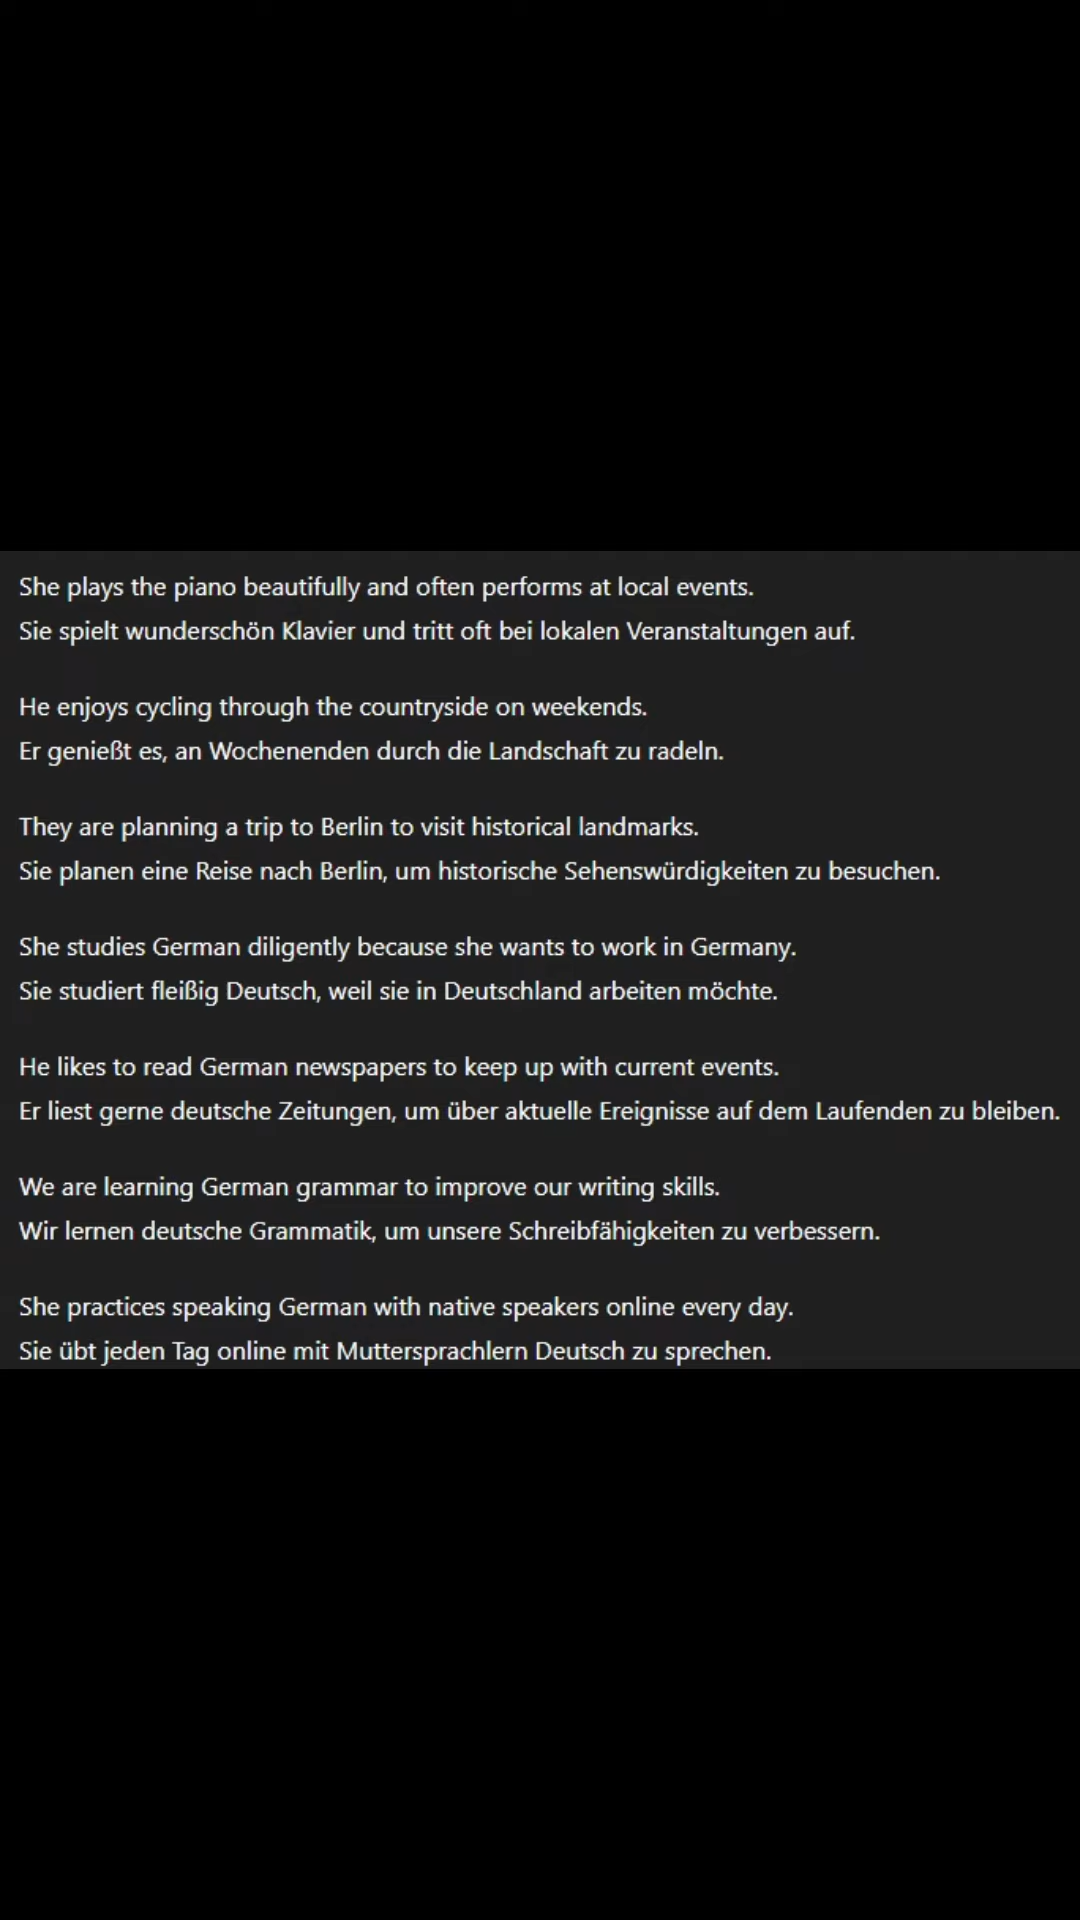 She plays the piano beautifully and often performs at local events.
Sie spielt wunderschön Klavier und tritt oft bei lokalen Veranstaltungen auf.
He enjoys cycling through the countryside on weekends.
Er genießt es, an Wochenenden durch die Landschaft zu radeln.
They are planning a trip to Berlin to visit historical landmarks.
Sie planen eine Reise nach Berlin, um historische Sehenswürdigkeiten zu besuchen.
She studies German diligently because she wants to work in Germany.
Sie studiert fleißig Deutsch, weil sie in Deutschland arbeiten möchte.
He likes to read German newspapers to keep up with current events.
Er liest gerne deutsche Zeitungen, um über aktuelle Ereignisse auf dem Laufenden zu bleiben.
We are learning German grammar to improve our writing skills.
Wir lernen deutsche Grammatik, um unsere Schreibfähigkeiten zu verbessern.
She practices speaking German with native speakers online every day.
Sie übt jeden Tag online mit Muttersprachlern Deutsch zu sprechen.